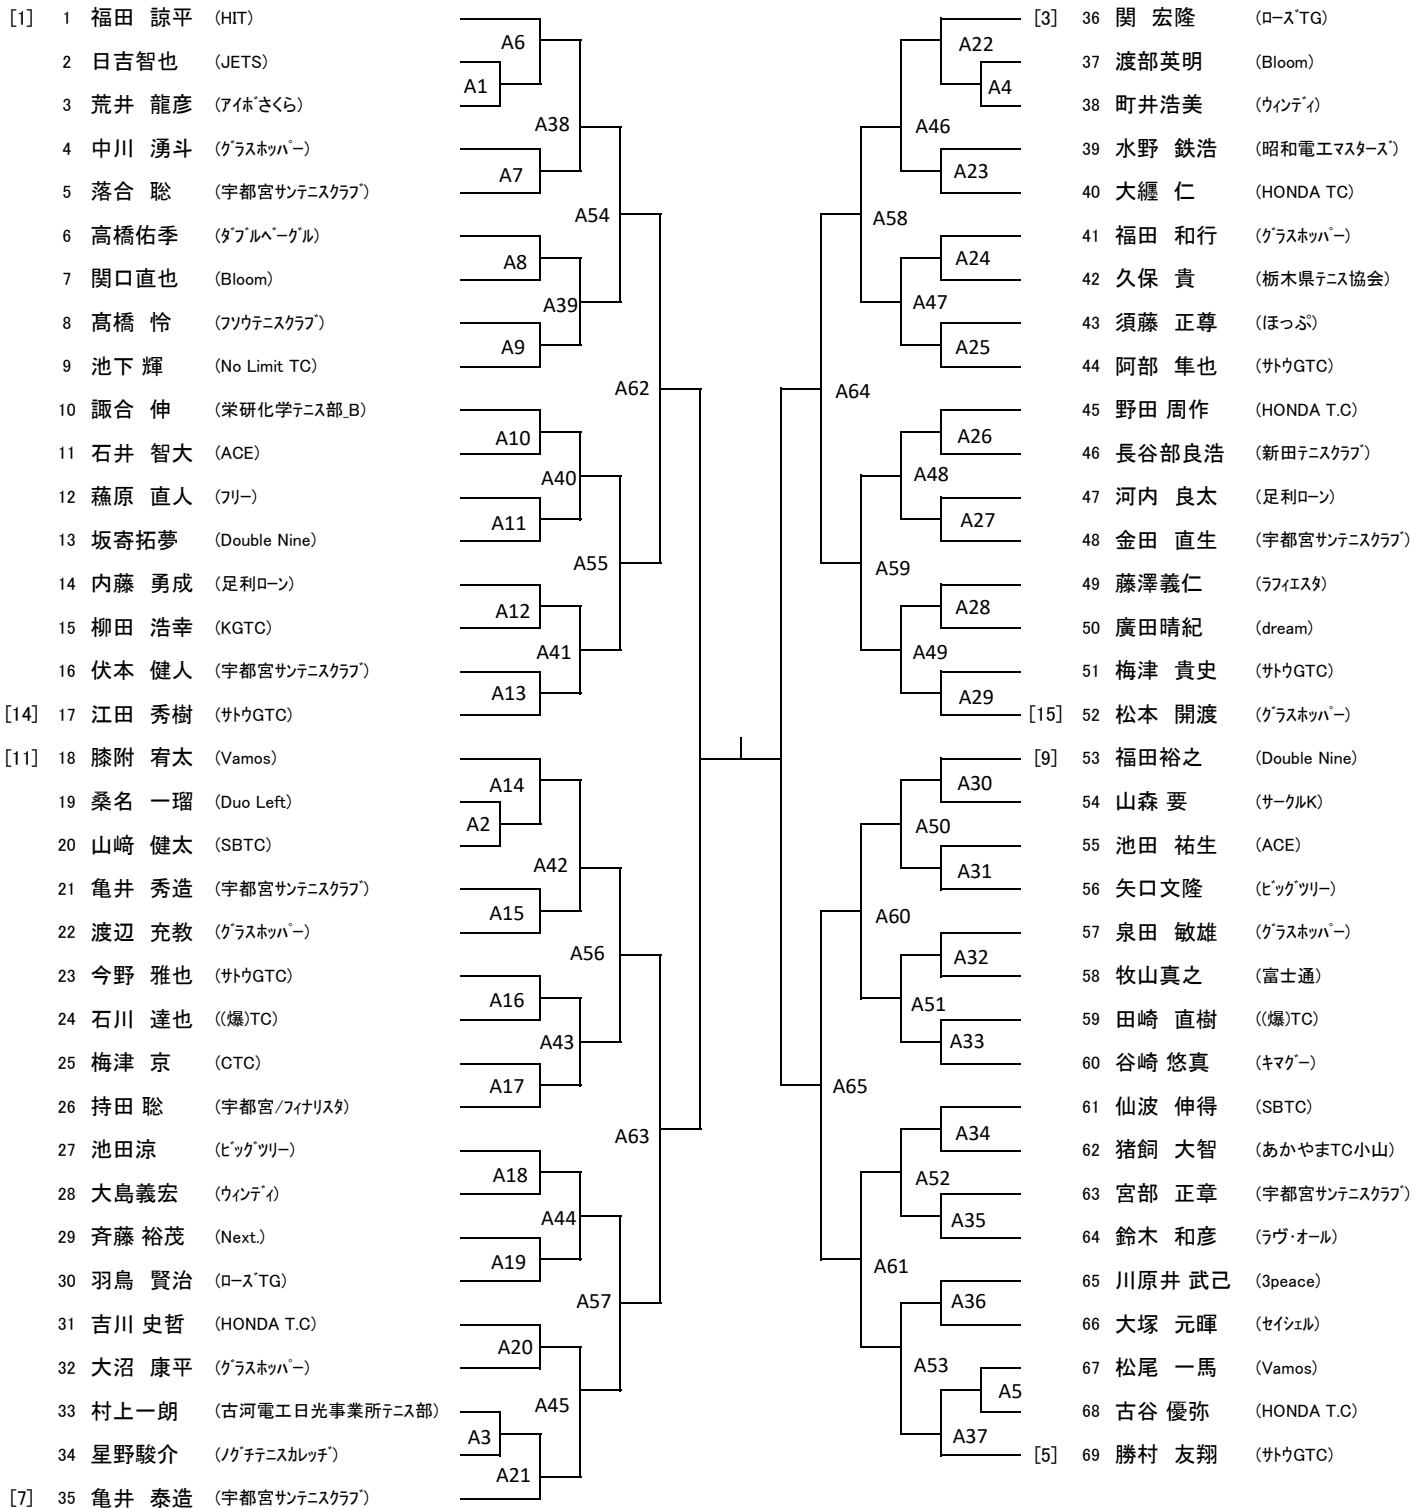 [1] 1 福田 諒平 (HIT)
2 日吉智也 (JETS)
3 荒井 龍彦 (ｱｲﾎﾞさくら)
4 中川 湧斗 (ｸﾞﾗｽﾎｯﾊﾟｰ)
5 落合 聡 (宇都宮サンテニスクラブ)
6 高橋佑季 (ﾀﾞﾌﾞﾙﾍﾞｰｸﾞﾙ)
7 関口直也 (Bloom)
8 髙橋 怜 (フソウテニスクラブ)
9 池下 輝 (No Limit TC)
10 諏合 伸 (栄研化学テニス部_B)
11 石井 智大 (ACE)
12 蕪原 直人 (ﾌﾘｰ)
13 坂寄拓夢 (Double Nine)
14 内藤 勇成 (足利ローン)
15 柳田 浩幸 (KGTC)
16 伏本 健人 (宇都宮サンテニスクラブ)
[14] 17 江田 秀樹 (ｻﾄｳGTC)
[11] 18 膝附 宥太 (Vamos)
19 桑名 一瑠 (Duo Left)
20 山﨑 健太 (SBTC)
21 亀井 秀造 (宇都宮サンテニスクラブ)
22 渡辺 充教 (ｸﾞﾗｽﾎｯﾊﾟｰ)
23 今野 雅也 (ｻﾄｳGTC)
24 石川 達也 ((爆)TC)
25 梅津 京 (CTC)
26 持田 聡 (宇都宮/フィナリスタ)
27 池田涼 (ﾋﾞｯｸﾞﾂﾘｰ)
28 大島義宏 (ｳｨﾝﾃﾞｨ)
29 斉藤 裕茂 (Next.)
30 羽鳥 賢治 (ﾛｰｽﾞTG)
31 吉川 史哲 (HONDA T.C)
32 大沼 康平 (ｸﾞﾗｽﾎｯﾊﾟｰ)
33 村上一朗 (古河電工日光事業所テニス部)
34 星野駿介 (ノグチテニスカレッヂ)
[7] 35 亀井 泰造 (宇都宮サンテニスクラブ)
A6
A1
A38
A7
A54
A8
A39
A9
A62
A10
A40
A11
A55
A12
A41
A13
A14
A2
A42
A15
A56
A16
A43
A17
A63
A18
A44
A19
A57
A20
A45
A3
A21
A22
A4
A46
A23
A58
A24
A47
A25
A64
A26
A48
A27
A59
A28
A49
A29
A30
A50
A31
A60
A32
A51
A33
A65
A34
A52
A35
A61
A36
A53
A5
A37
[3] 36 関 宏隆 (ﾛｰｽﾞTG)
37 渡部英明 (Bloom)
38 町井浩美 (ｳｨﾝﾃﾞｨ)
39 水野 鉄浩 (昭和電工マスターズ)
40 大纒 仁 (HONDA TC)
41 福田 和行 (ｸﾞﾗｽﾎｯﾊﾟｰ)
42 久保 貴 (栃木県テニス協会)
43 須藤 正尊 (ほっぷ)
44 阿部 隼也 (ｻﾄｳGTC)
45 野田 周作 (HONDA T.C)
46 長谷部良浩 (新田テニスクラブ)
47 河内 良太 (足利ローン)
48 金田 直生 (宇都宮サンテニスクラブ)
49 藤澤義仁 (ラフィエスタ)
50 廣田晴紀 (dream)
51 梅津 貴史 (ｻﾄｳGTC)
[15] 52 松本 開渡 (ｸﾞﾗｽﾎｯﾊﾟｰ)
[9] 53 福田裕之 (Double Nine)
54 山森 要 (サークルK)
55 池田 祐生 (ACE)
56 矢口文隆 (ﾋﾞｯｸﾞﾂﾘｰ)
57 泉田 敏雄 (ｸﾞﾗｽﾎｯﾊﾟｰ)
58 牧山真之 (富士通)
59 田崎 直樹 ((爆)TC)
60 谷崎 悠真 (キマグー)
61 仙波 伸得 (SBTC)
62 猪飼 大智 (あかやまTC小山)
63 宮部 正章 (宇都宮サンテニスクラブ)
64 鈴木 和彦 (ラヴ・オール)
65 川原井 武己 (3peace)
66 大塚 元暉 (ｾｲｼｪﾙ)
67 松尾 一馬 (Vamos)
68 古谷 優弥 (HONDA T.C)
[5] 69 勝村 友翔 (ｻﾄｳGTC)